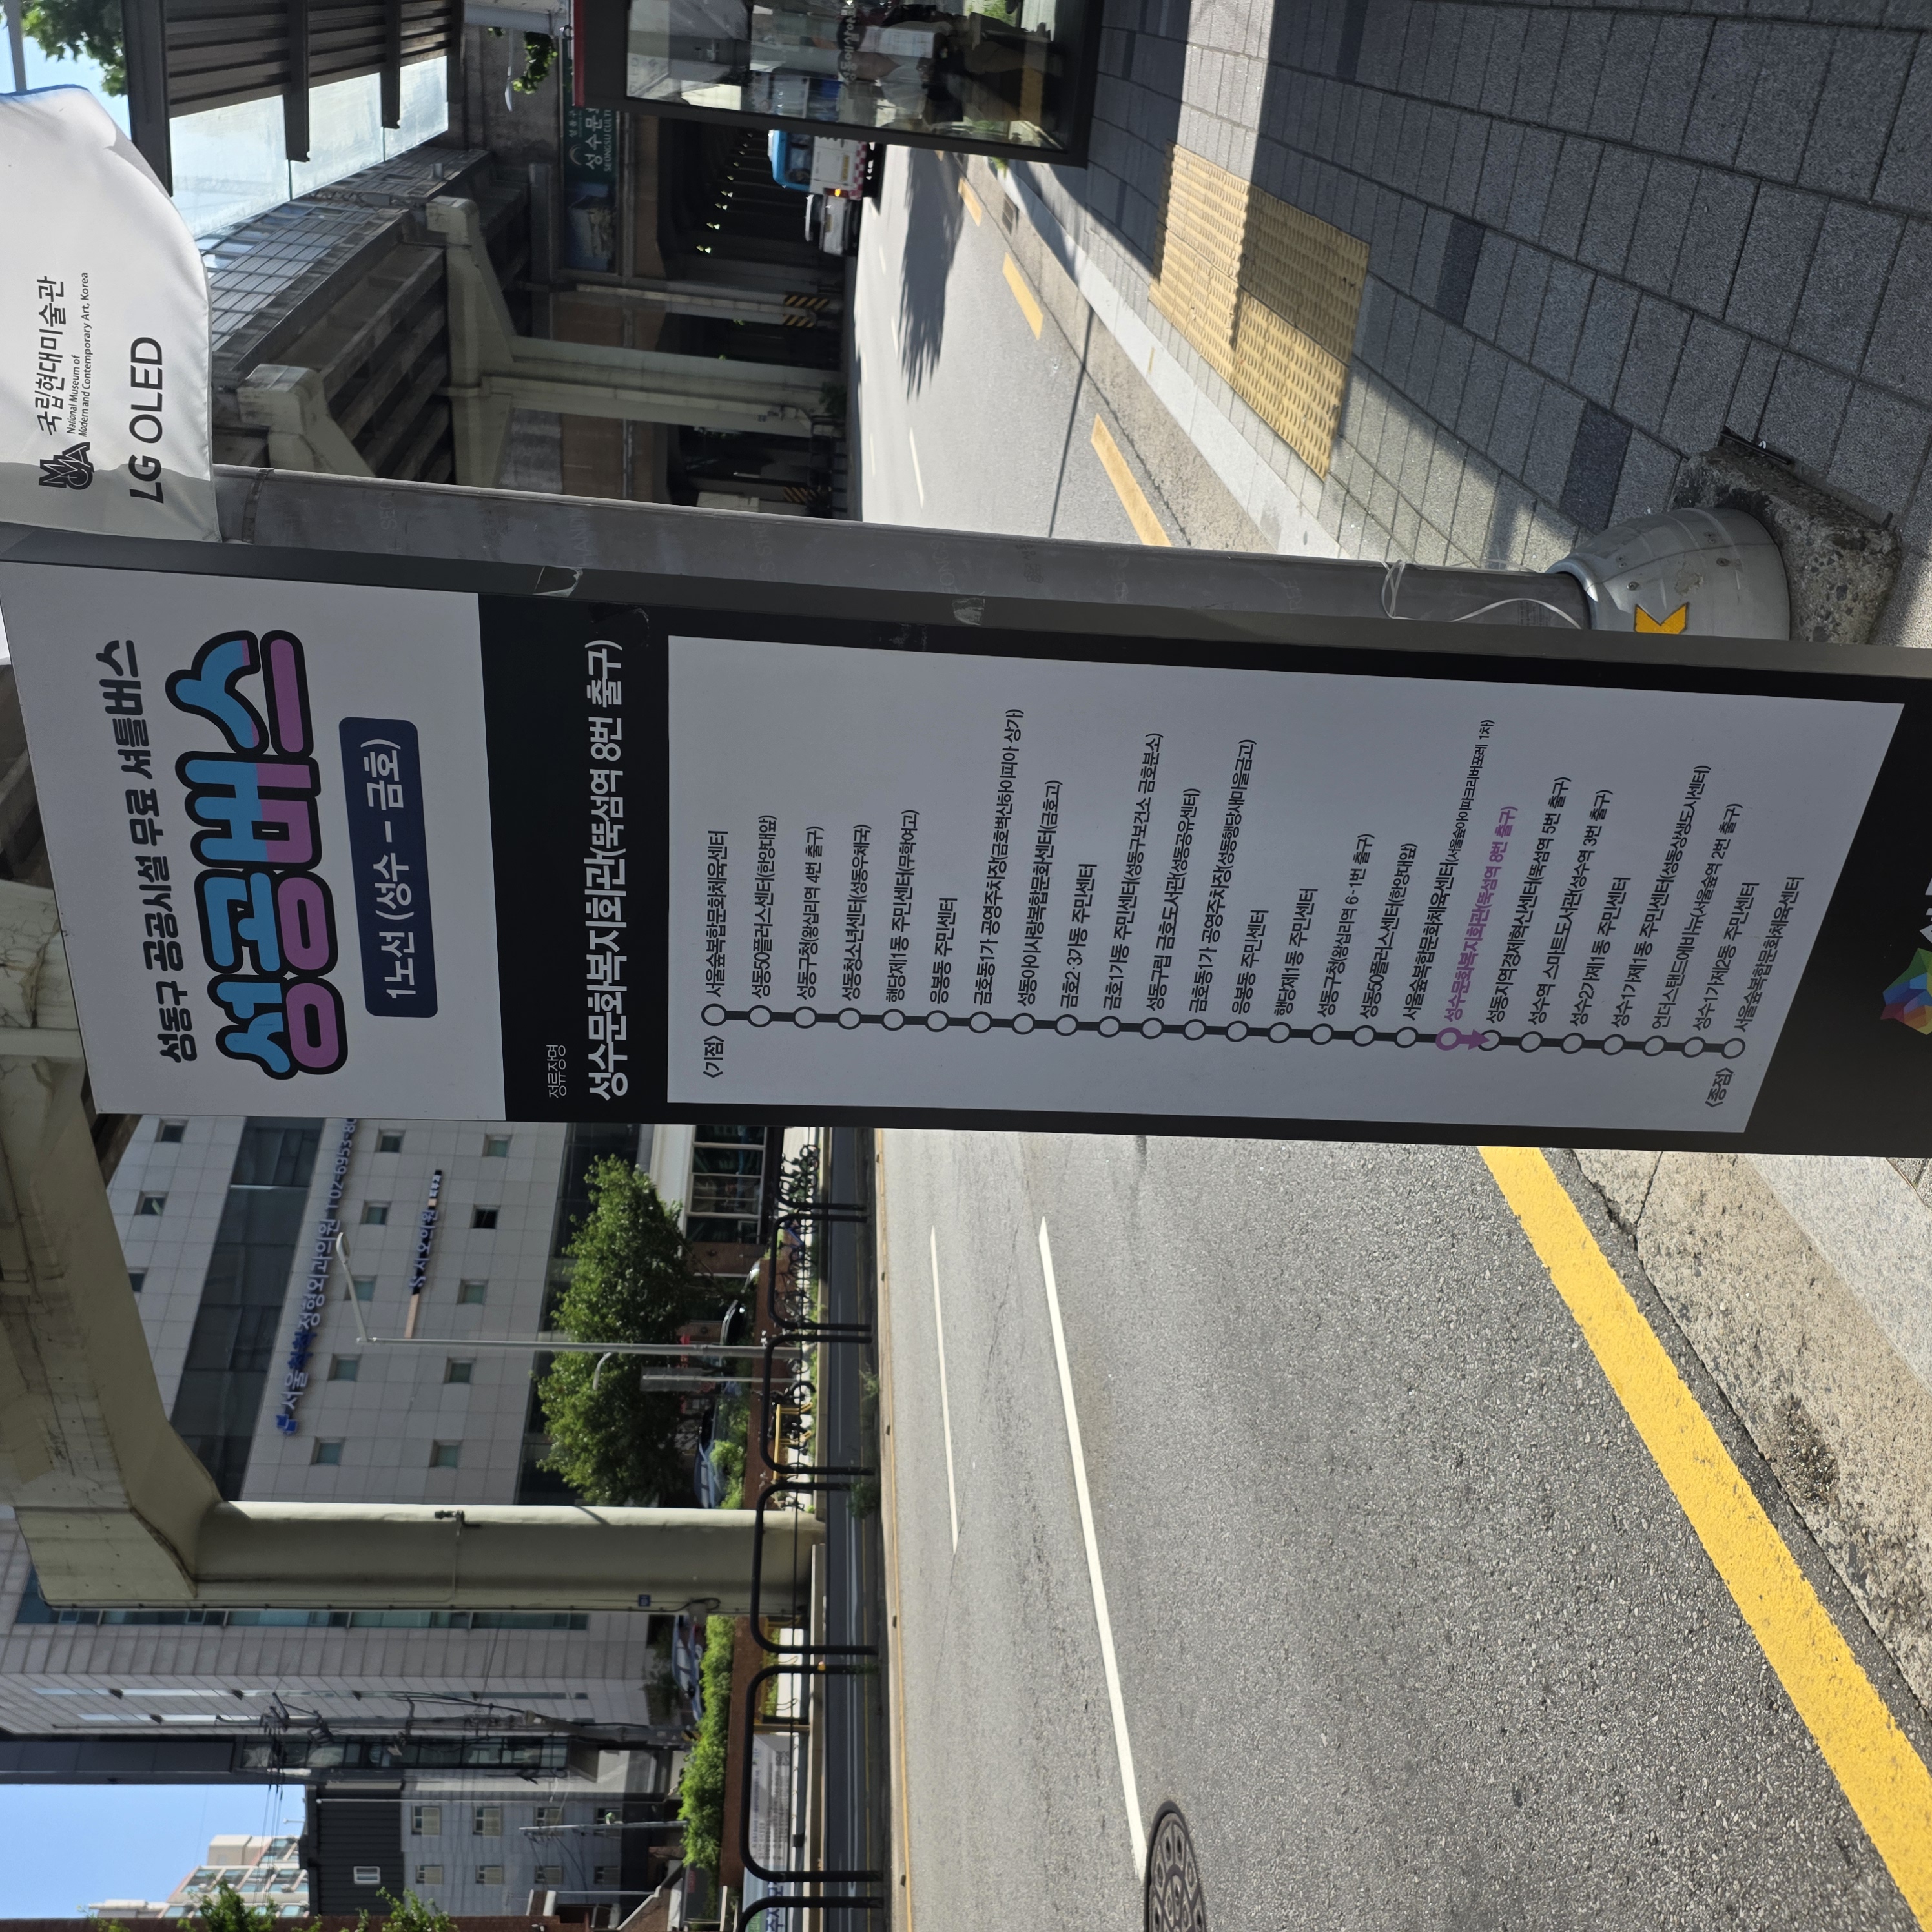 성동구 공공시설 무료 셔틀버스
성공버스
1노선 (성수 – 금호)
정류장명
성수문화복지회관(뚝섬역 8번 출구)
<기점>
서울숲복합문화체육센터
성동50플러스센터(한양대앞)
성동구청(왕십리역 4번 출구)
성동청소년센터(성동우체국)
행당제1동 주민센터(무학여고)
응봉동 주민센터
금호동1가 공영주차장(금호벽산하이피아 상가)
성동아이사랑복합문화센터(금호고)
금호2·3가동 주민센터
금호1가동 주민센터(성동구보건소 금호분소)
성동구립 금호도서관(성동공유센터)
금호동1가 공영주차장(성동행당새마을금고)
응봉동 주민센터
행당제1동 주민센터
성동구청(왕십리역 6-1번 출구)
성동50플러스센터(한양대앞)
서울숲복합문화체육센터(서울숲아이파크리버포레 1차)
성수문화복지회관(뚝섬역 8번 출구)
성동지역경제혁신센터(뚝섬역 5번 출구)
성수역 스마트도서관(성수역 3번 출구)
성수2가제1동 주민센터
성수1가제1동 주민센터(성동상생도시센터)
언더스탠드에비뉴(서울숲역 2번 출구)
성수1가제2동 주민센터
서울숲복합문화체육센터
<종점>
MMCA 국립현대미술관
National Museum of
Modern and Contemporary Art, Korea
LG OLED
정형외과의원